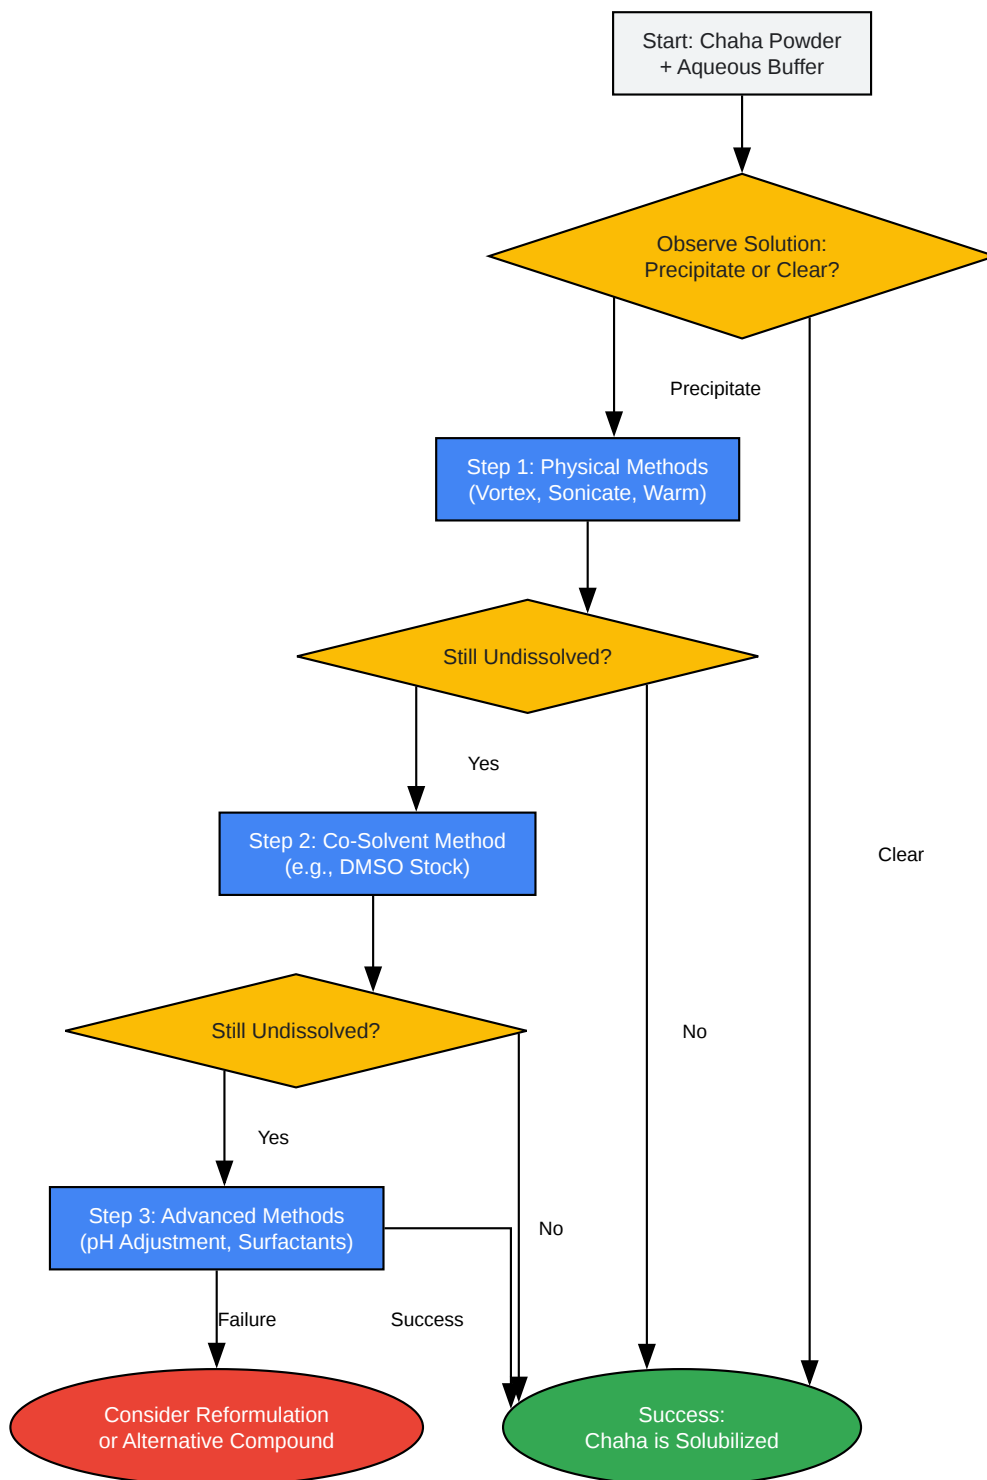 Start: Chaha Powder
+ Aqueous Buffer
Observe Solution:
Precipitate or Clear?
Precipitate
Step 1: Physical Methods
(Vortex, Sonicate, Warm)
Still Undissolved?
Yes
Step 2: Co-Solvent Method
(e.g., DMSO Stock)
Clear
Still Undissolved?
No
Yes
Step 3: Advanced Methods
(pH Adjustment, Surfactants)
No
Failure
Success
Consider Reformulation
or Alternative Compound
Success:
Chaha is Solubilized